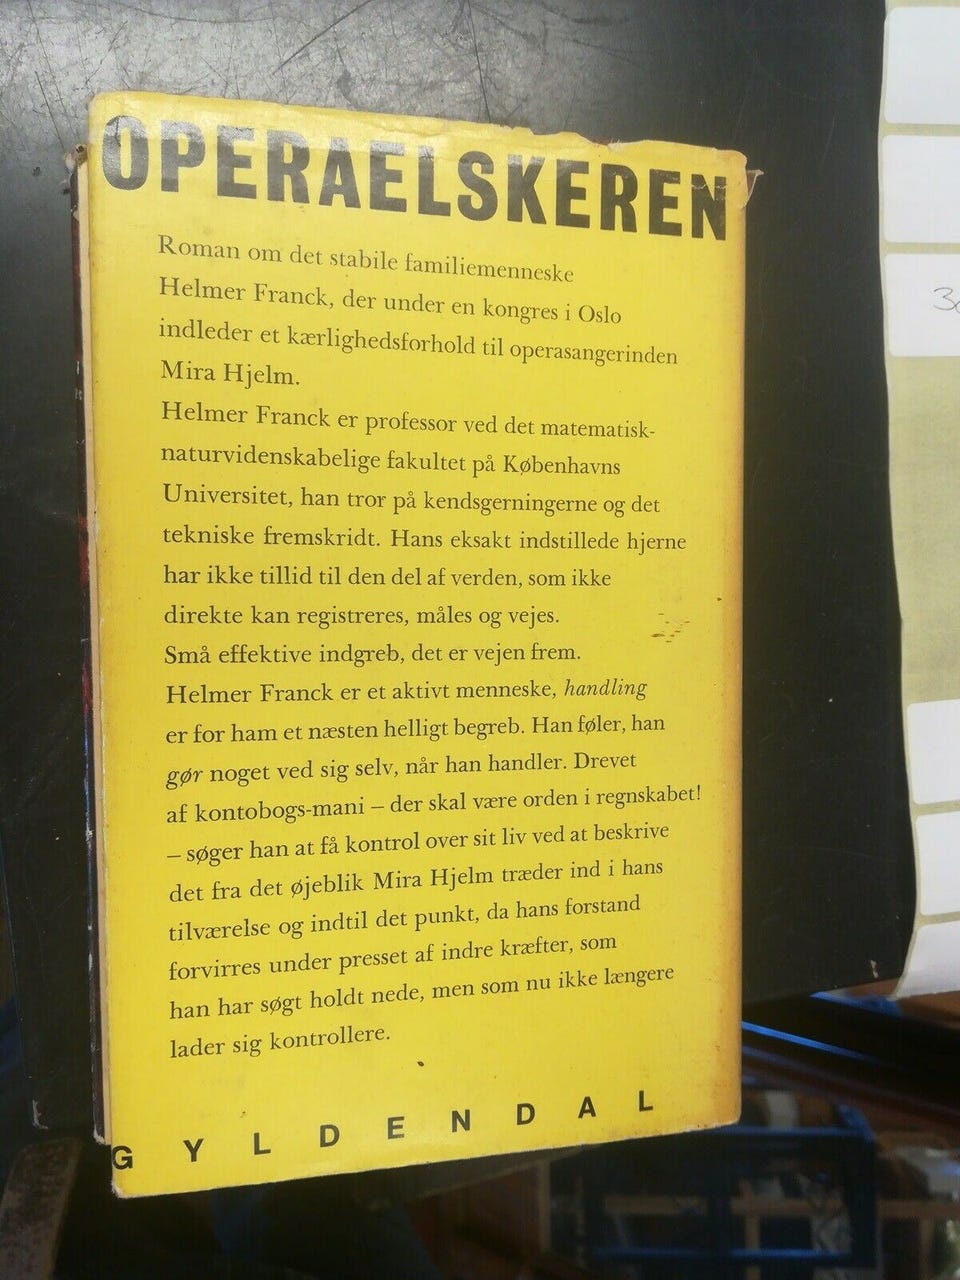 OPERAELSKEREN
Roman om det stabile familiemenneske
Helmer Franck, der under en kongres i Oslo
indleder et kærlighedsforhold til operasangerinden
Mira Hjelm.
Helmer Franck er professor ved det matematisk-
naturvidenskabelige fakultet på Københavns
Universitet, han tror på kendsgerningerne og det
tekniske fremskridt. Hans eksakt indstillede hjerne
har ikke tillid til den del af verden, som ikke
direkte kan registreres, måles og vejes.
Små effektive indgreb, det er vejen frem.
Helmer Franck er et aktivt menneske, handling
er for ham et næsten helligt begreb. Han føler, han
gør noget ved sig selv, når han handler. Drevet
af kontobogs-mani – der skal være orden i regnskabet!
– søger han at få kontrol over sit liv ved at beskrive
det fra det øjeblik Mira Hjelm træder ind i hans
tilværelse og indtil det punkt, da hans forstand
forvirres under presset af indre kræfter, som
han har søgt holdt nede, men som nu ikke længere
lader sig kontrollere.
GYLDENDAL